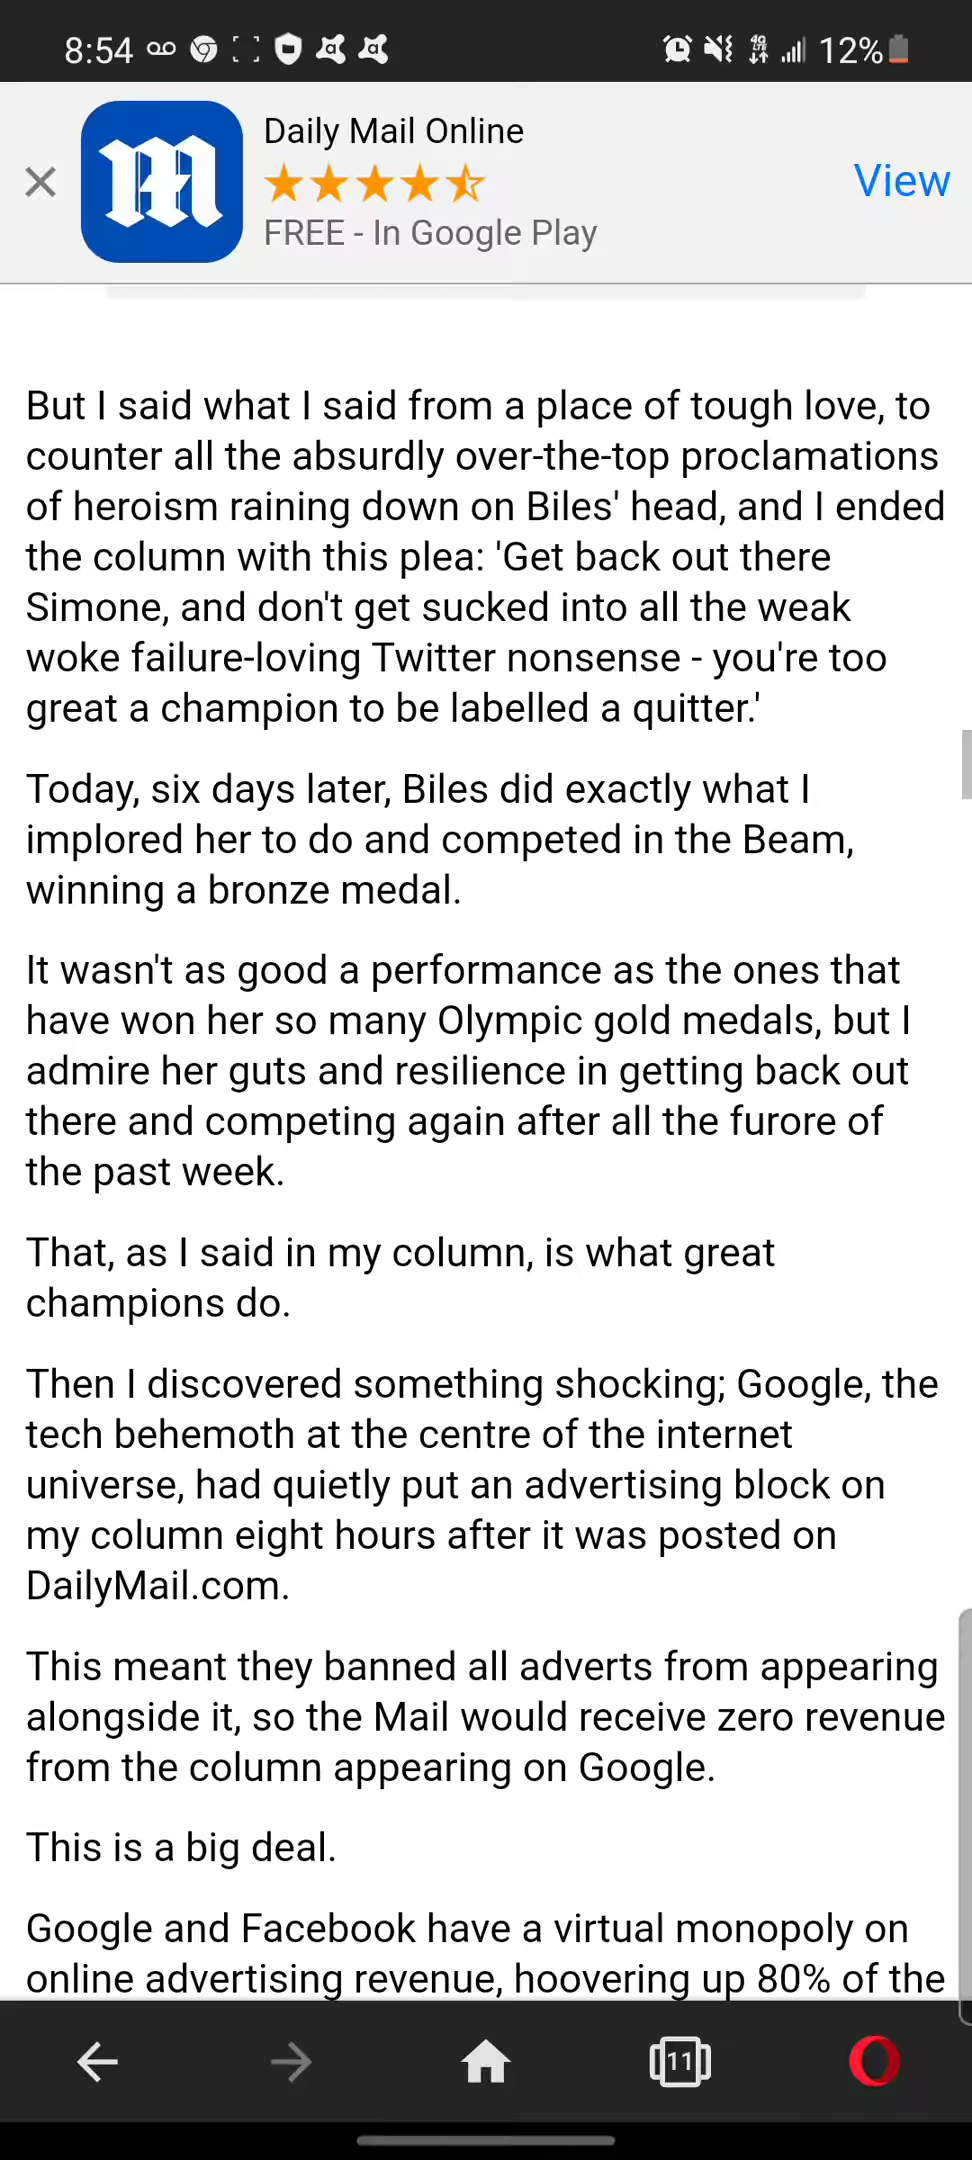 8:54
12%
Daily Mail Online
FREE - In Google Play
View
But I said what I said from a place of tough love, to
counter all the absurdly over-the-top proclamations
of heroism raining down on Biles' head, and I ended
the column with this plea: 'Get back out there
Simone, and don't get sucked into all the weak
woke failure-loving Twitter nonsense - you're too
great a champion to be labelled a quitter.'
Today, six days later, Biles did exactly what I
implored her to do and competed in the Beam,
winning a bronze medal.
It wasn't as good a performance as the ones that
have won her so many Olympic gold medals, but I
admire her guts and resilience in getting back out
there and competing again after all the furore of
the past week.
That, as I said in my column, is what great
champions do.
Then I discovered something shocking; Google, the
tech behemoth at the centre of the internet
universe, had quietly put an advertising block on
my column eight hours after it was posted on
DailyMail.com.
This meant they banned all adverts from appearing
alongside it, so the Mail would receive zero revenue
from the column appearing on Google.
This is a big deal.
Google and Facebook have a virtual monopoly on
online advertising revenue, hoovering up 80% of the
11